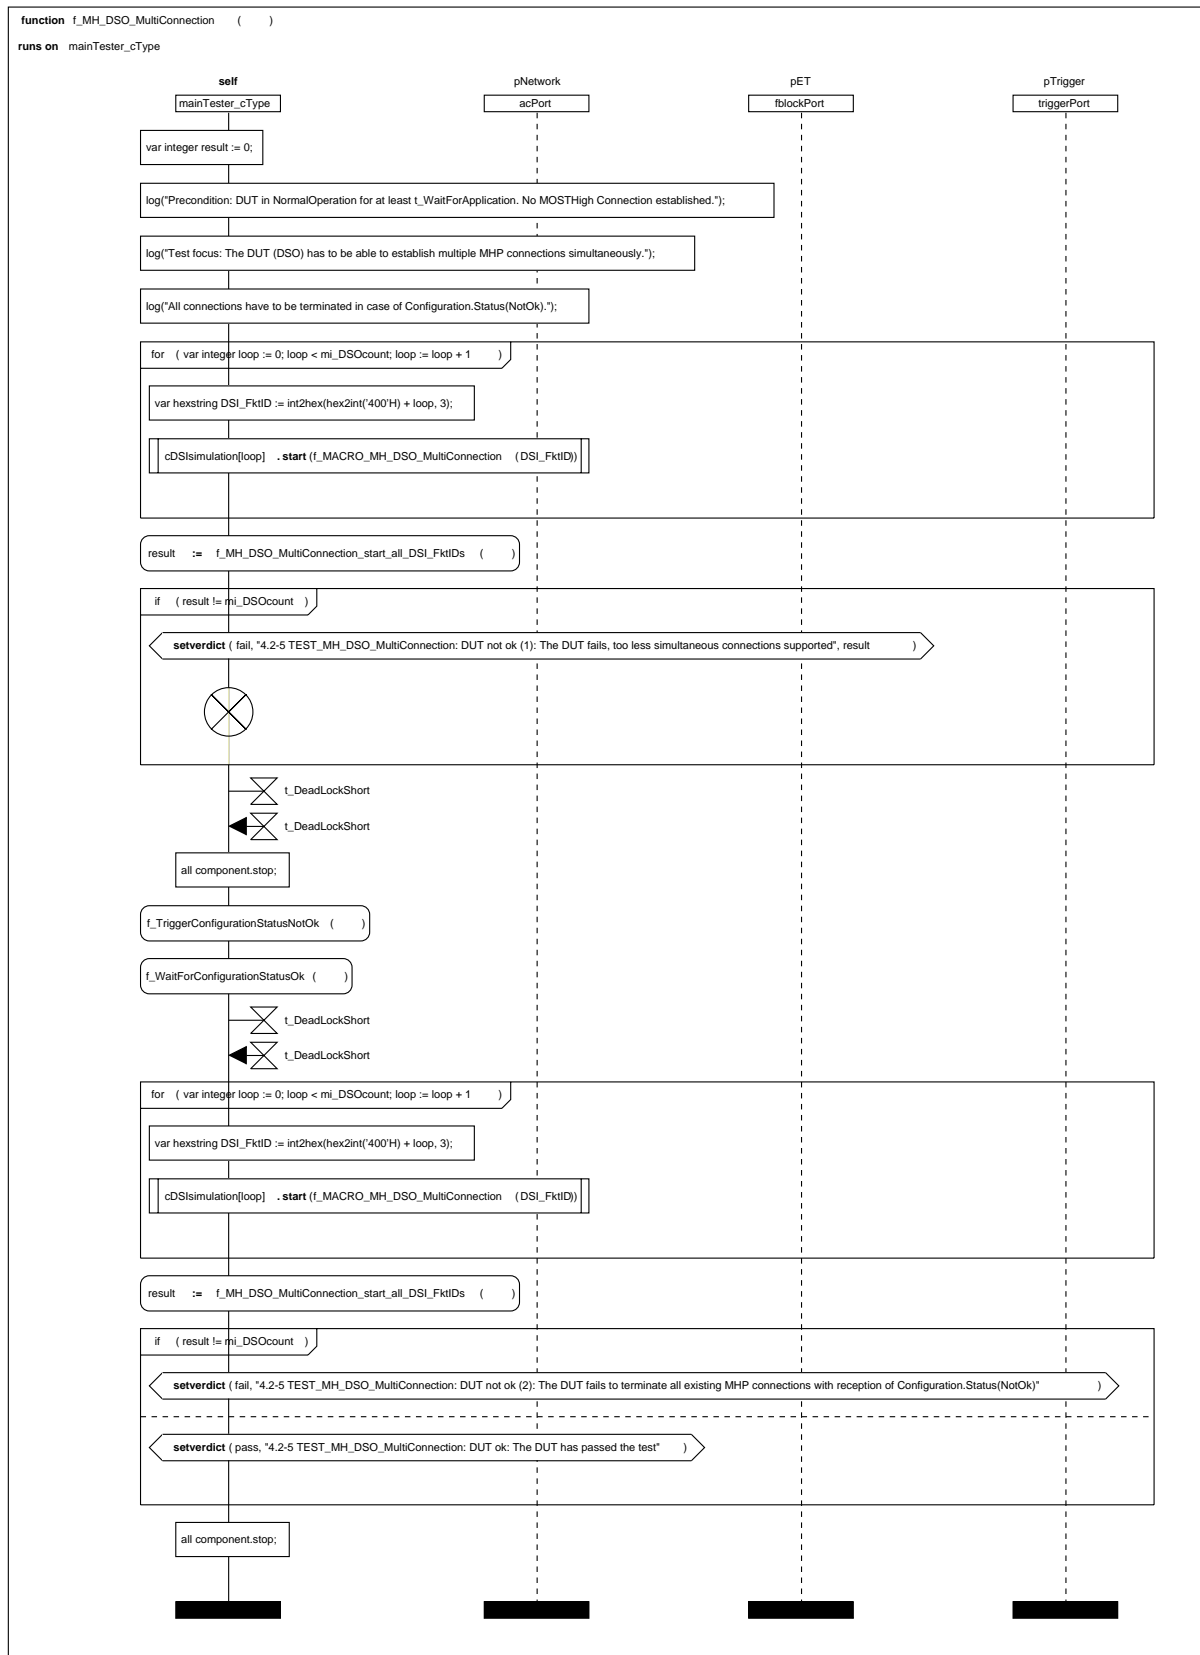 function f_MH_DSO_MultiConnection ( )
runs on mainTester_cType
self pNetwork pET pTrigger
mainTester_cType acPort fblockPort triggerPort
var integer result := 0;
log("Precondition: DUT in NormalOperation for at least t_WaitForApplication. No MOSTHigh Connection established.");
log("Test focus: The DUT (DSO) has to be able to establish multiple MHP connections simultaneously.");
log("All connections have to be terminated in case of Configuration.Status(NotOk).");
for ( var integer loop := 0; loop < mi_DSOcount; loop := loop + 1 )
var hexstring DSI_FktID := int2hex(hex2int('400'H) + loop, 3);
cDSIsimulation[loop] . start (f_MACRO_MH_DSO_MultiConnection (DSI_FktID))
result := f_MH_DSO_MultiConnection_start_all_DSI_FktIDs ( )
if ( result != mi_DSOcount )
setverdict ( fail, "4.2-5 TEST_MH_DSO_MultiConnection: DUT not ok (1): The DUT fails, too less simultaneous connections supported", result )
t_DeadLockShort
t_DeadLockShort
all component.stop;
f_TriggerConfigurationStatusNotOk ( )
f_WaitForConfigurationStatusOk ( )
t_DeadLockShort
t_DeadLockShort
for ( var integer loop := 0; loop < mi_DSOcount; loop := loop + 1 )
var hexstring DSI_FktID := int2hex(hex2int('400'H) + loop, 3);
cDSIsimulation[loop] . start (f_MACRO_MH_DSO_MultiConnection (DSI_FktID))
result := f_MH_DSO_MultiConnection_start_all_DSI_FktIDs ( )
if ( result != mi_DSOcount )
setverdict ( fail, "4.2-5 TEST_MH_DSO_MultiConnection: DUT not ok (2): The DUT fails to terminate all existing MHP connections with reception of Configuration.Status(NotOk)" )
setverdict ( pass, "4.2-5 TEST_MH_DSO_MultiConnection: DUT ok: The DUT has passed the test" )
all component.stop;